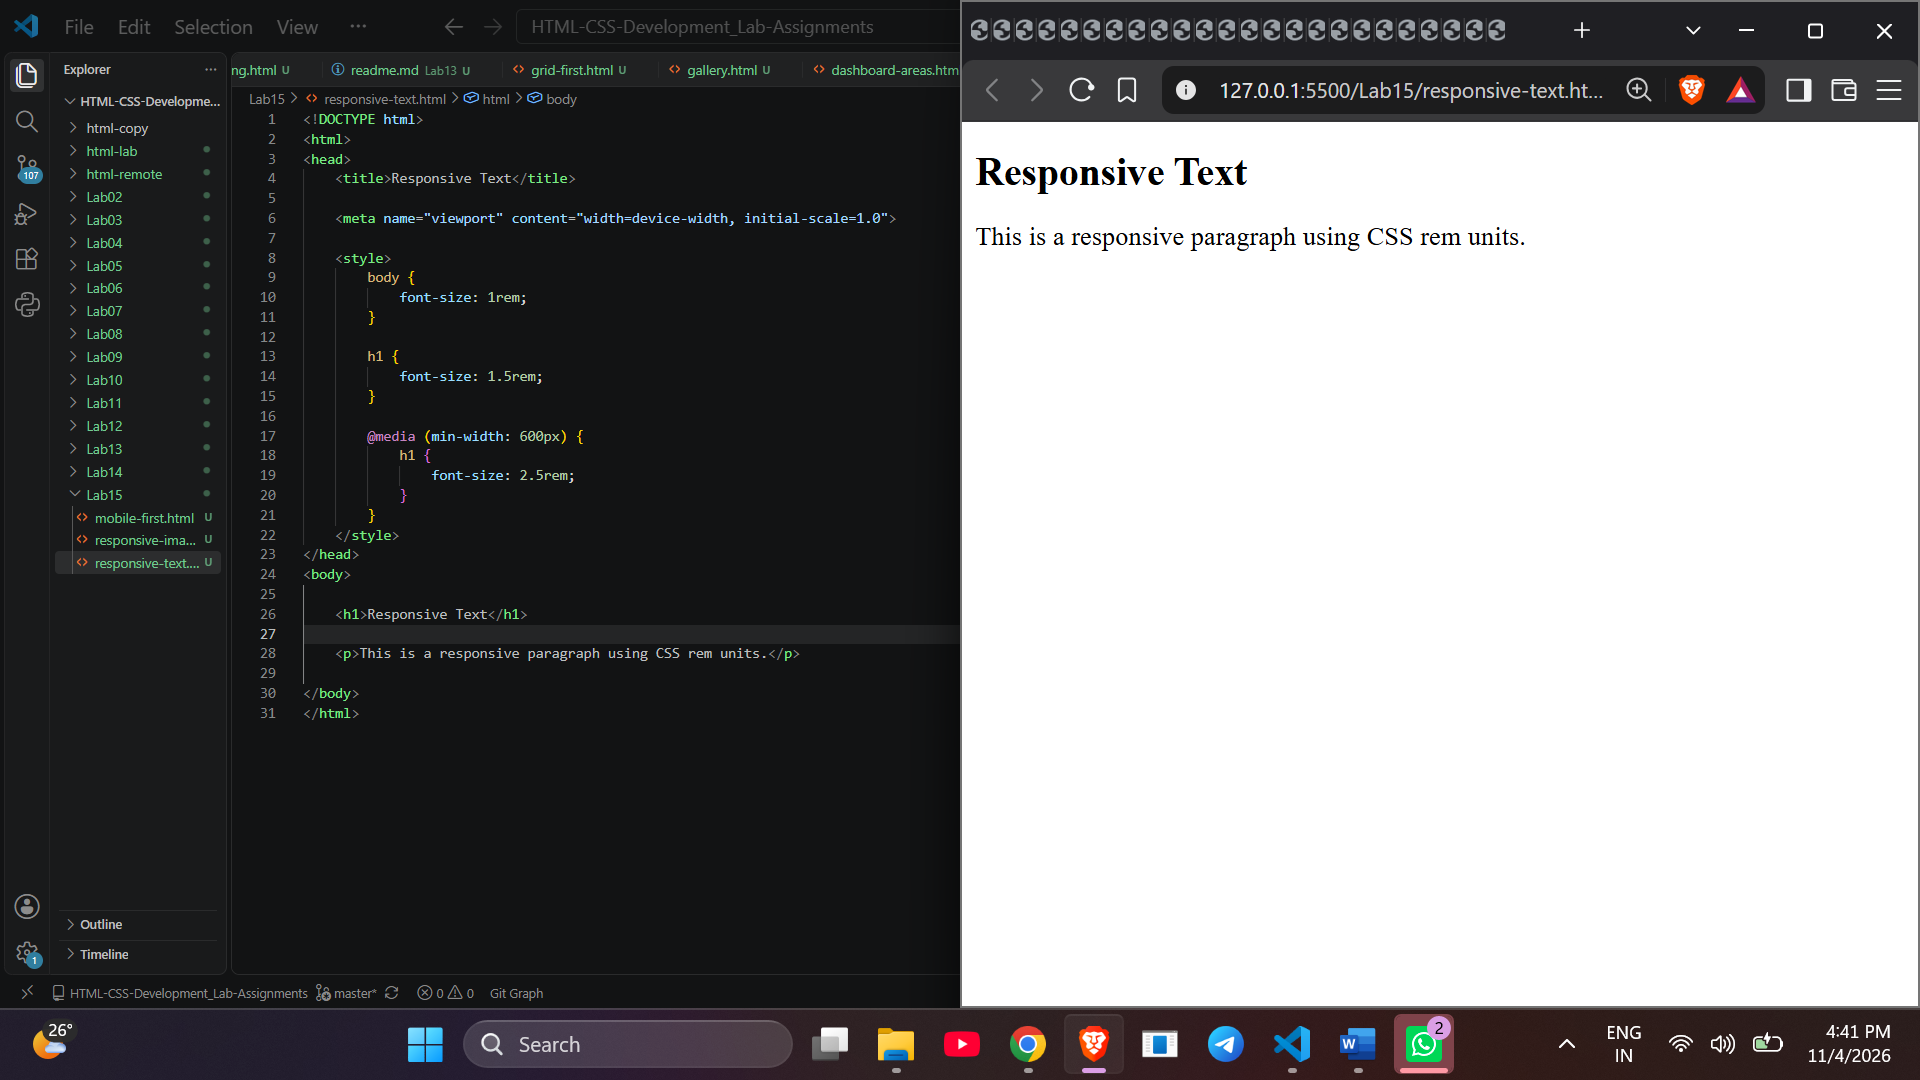 File Edit Selection View ···
HTML-CSS-Development_Lab-Assignments
Explorer
HTML-CSS-Developme...
html-copy
html-lab
html-remote
Lab02
Lab03
Lab04
Lab05
Lab06
Lab07
Lab08
Lab09
Lab10
Lab11
Lab12
Lab13
Lab14
Lab15
mobile-first.html U
responsive-ima... U
responsive-text.... U
Outline
Timeline
107
1
ng.html U readme.md Lab13 U grid-first.html U gallery.html U dashboard-areas.htm
Lab15 > responsive-text.html > html > body
1 <!DOCTYPE html>
2 <html>
3 <head>
4 <title>Responsive Text</title>
5
6 <meta name="viewport" content="width=device-width, initial-scale=1.0">
7
8 <style>
9 body {
10 font-size: 1rem;
11 }
12
13 h1 {
14 font-size: 1.5rem;
15 }
16
17 @media (min-width: 600px) {
18 h1 {
19 font-size: 2.5rem;
20 }
21 }
22 </style>
23 </head>
24 <body>
25
26 <h1>Responsive Text</h1>
27
28 <p>This is a responsive paragraph using CSS rem units.</p>
29
30 </body>
31 </html>
HTML-CSS-Development_Lab-Assignments master* 0 0 Git Graph
127.0.0.1:5500/Lab15/responsive-text.ht...
Responsive Text
This is a responsive paragraph using CSS rem units.
26°
Search
W
2
ENG
IN
4:41 PM
11/4/2026